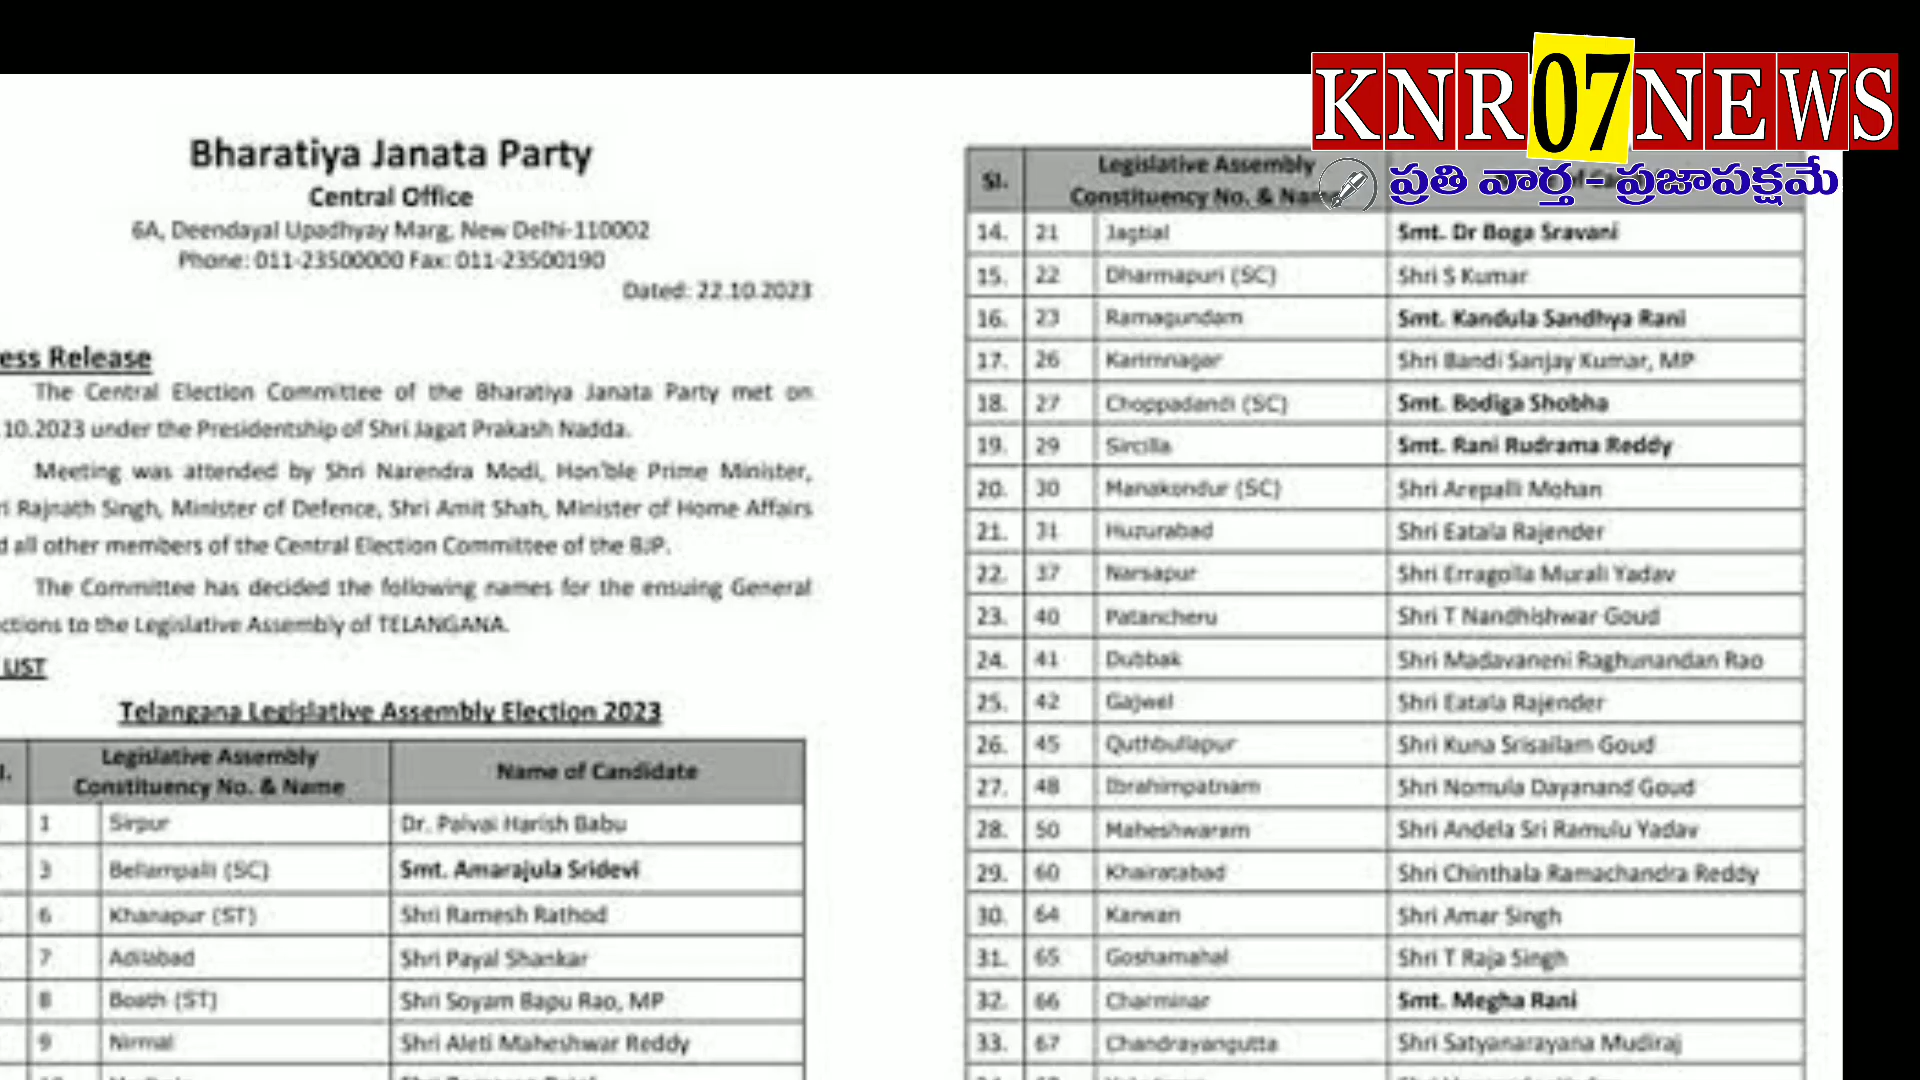 KNR07NEWS
ప్రతి వార్త - ప్రజాపక్షమే
Bharatiya Janata Party
Central Office
6A, Deendayal Upadhyay Marg, New Delhi-110002
Phone: 011-23500000 Fax: 011-23500190
Dated: 22.10.2023
ess Release
The Central Election Committee of the Bharatiya Janata Party met on
.10.2023 under the Presidentship of Shri Jagat Prakash Nadda.
Meeting was attended by Shri Narendra Modi, Hon'ble Prime Minister,
ri Rajnath Singh, Minister of Defence, Shri Amit Shah, Minister of Home Affairs
d all other members of the Central Election Committee of the BJP.
The Committee has decided the following names for the ensuing General
ctions to the Legislative Assembly of TELANGANA.
LIST
Telangana Legislative Assembly Election 2023
l. Legislative Assembly Constituency No. & Name Name of Candidate
1 Sirpur Dr. Palvai Harish Babu
3 Bellampalli (SC) Smt. Amarajula Sridevi
6 Khanapur (ST) Shri Ramesh Rathod
7 Adilabad Shri Payal Shankar
8 Boath (ST) Shri Soyam Bapu Rao, MP
9 Nirmal Shri Aleti Maheshwar Reddy
Sl. Legislative Assembly Constituency No. & Name
14. 21 Jagtial Smt. Dr Boga Sravani
15. 22 Dharmapuri (SC) Shri S Kumar
16. 23 Ramagundam Smt. Kandula Sandhya Rani
17. 26 Karimnagar Shri Bandi Sanjay Kumar, MP
18. 27 Choppadandi (SC) Smt. Bodiga Shobha
19. 29 Sircilla Smt. Rani Rudrama Reddy
20. 30 Manakondur (SC) Shri Arepalli Mohan
21. 31 Huzurabad Shri Eatala Rajender
22. 37 Narsapur Shri Erragolla Murali Yadav
23. 40 Patancheru Shri T Nandhishwar Goud
24. 41 Dubbak Shri Madavaneni Raghunandan Rao
25. 42 Gajwel Shri Eatala Rajender
26. 45 Quthbullapur Shri Kuna Srisailam Goud
27. 48 Ibrahimpatnam Shri Nomula Dayanand Goud
28. 50 Maheshwaram Shri Andela Sri Ramulu Yadav
29. 60 Khairatabad Shri Chinthala Ramachandra Reddy
30. 64 Karwan Shri Amar Singh
31. 65 Goshamahal Shri T Raja Singh
32. 66 Charminar Smt. Megha Rani
33. 67 Chandrayangutta Shri Satyanarayana Mudiraj